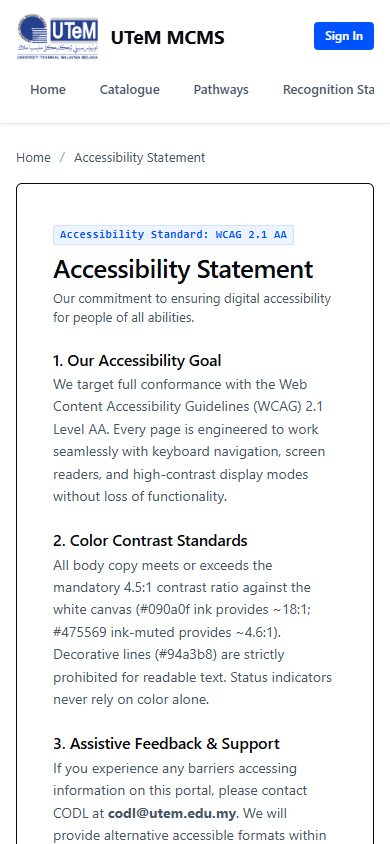 UTeM
UNIVERSITI TEKNIKAL MALAYSIA MELAKA
UTeM MCMS
Sign In
Home
Catalogue
Pathways
Recognition Sta
Home / Accessibility Statement
Accessibility Standard: WCAG 2.1 AA
Accessibility Statement
Our commitment to ensuring digital accessibility
for people of all abilities.
1. Our Accessibility Goal
We target full conformance with the Web
Content Accessibility Guidelines (WCAG) 2.1
Level AA. Every page is engineered to work
seamlessly with keyboard navigation, screen
readers, and high-contrast display modes
without loss of functionality.
2. Color Contrast Standards
All body copy meets or exceeds the
mandatory 4.5:1 contrast ratio against the
white canvas (#090a0f ink provides ~18:1;
#475569 ink-muted provides ~4.6:1).
Decorative lines (#94a3b8) are strictly
prohibited for readable text. Status indicators
never rely on color alone.
3. Assistive Feedback & Support
If you experience any barriers accessing
information on this portal, please contact
CODL at codl@utem.edu.my. We will
provide alternative accessible formats within